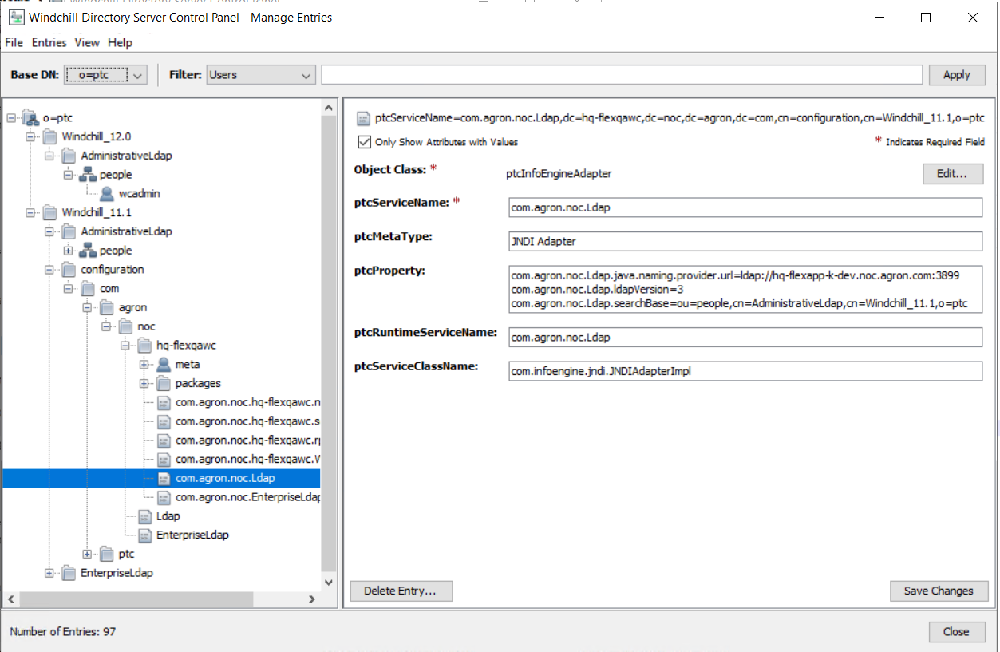 Windchill Directory Server Control Panel - Manage Entries
File Entries View Help
Base DN: o=ptc Filter: Users Apply
o=ptc
Windchill_12.0
AdministrativeLdap
people
wcadmin
Windchill_11.1
AdministrativeLdap
people
configuration
com
agron
noc
hq-flexqawc
meta
packages
com.agron.noc.hq-flexqawc.n
com.agron.noc.hq-flexqawc.s
com.agron.noc.hq-flexqawc.r
com.agron.noc.hq-flexqawc.W
com.agron.noc.Ldap
com.agron.noc.EnterpriseLdap
Ldap
EnterpriseLdap
ptc
EnterpriseLdap
ptcServiceName=com.agron.noc.Ldap,dc=hq-flexqawc,dc=noc,dc=agron,dc=com,cn=configuration,cn=Windchill_11.1,o=ptc
Only Show Attributes with Values * Indicates Required Field
Object Class: * ptcInfoEngineAdapter Edit...
ptcServiceName: * com.agron.noc.Ldap
ptcMetaType: JNDI Adapter
ptcProperty: com.agron.noc.Ldap.java.naming.provider.url=ldap://hq-flexapp-k-dev.noc.agron.com:3899
com.agron.noc.Ldap.ldapVersion=3
com.agron.noc.Ldap.searchBase=ou=people,cn=AdministrativeLdap,cn=Windchill_11.1,o=ptc
ptcRuntimeServiceName: com.agron.noc.Ldap
ptcServiceClassName: com.infoengine.jndi.JNDIAdapterImpl
Delete Entry... Save Changes
Number of Entries: 97 Close